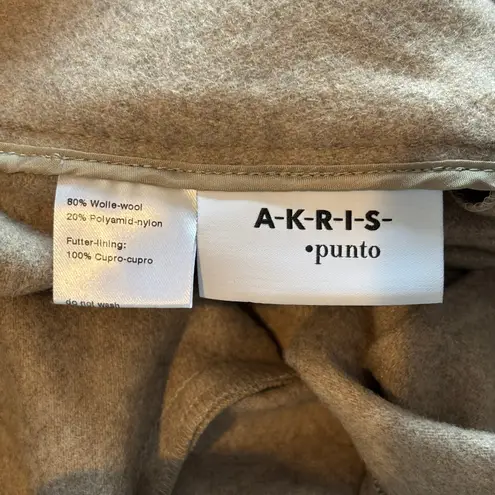 80% Wolle-wool
20% Polyamid-nylon
Futter-lining:
100% Cupro-cupro
do not wash
A-K-R-I-S-
•punto